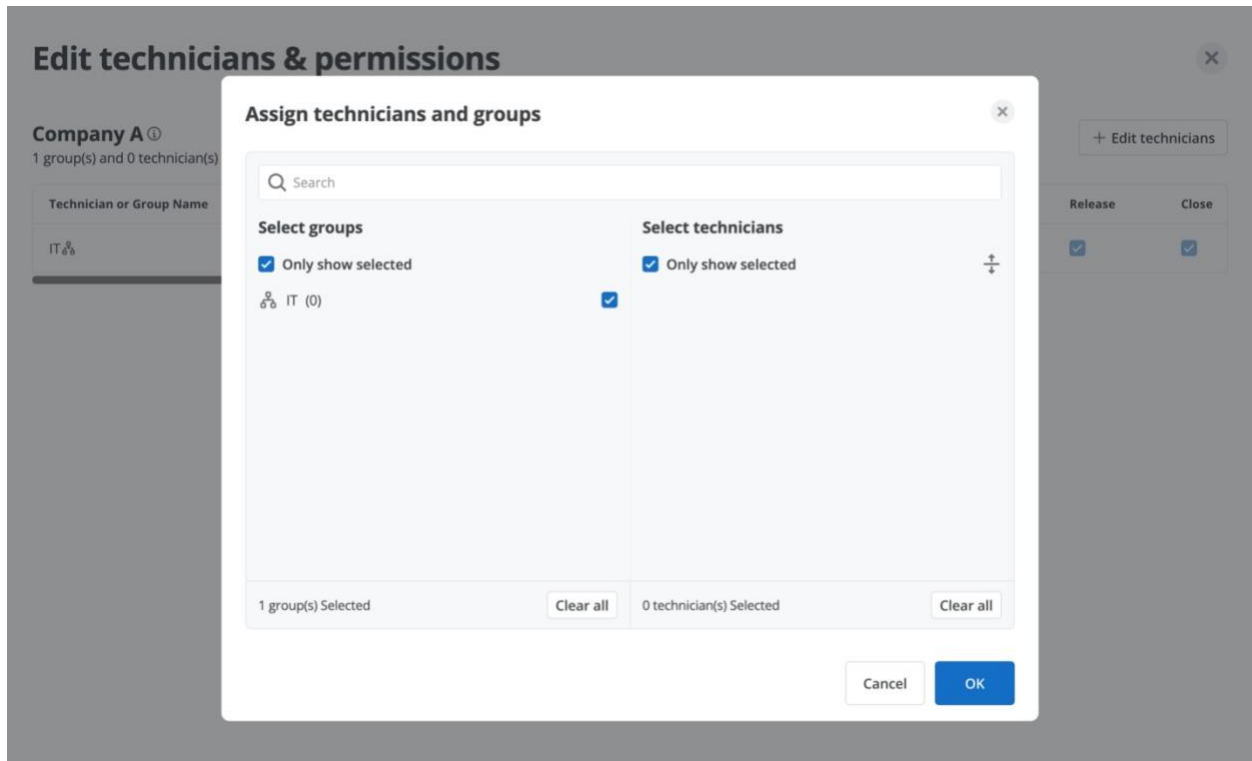 Edit technicians & permissions
Company A
1 group(s) and 0 technician(s)
+ Edit technicians
Technician or Group Name
Release
Close
IT
Assign technicians and groups
Search
Select groups
Only show selected
IT (0)
1 group(s) Selected
Clear all
Select technicians
Only show selected
0 technician(s) Selected
Clear all
Cancel
OK